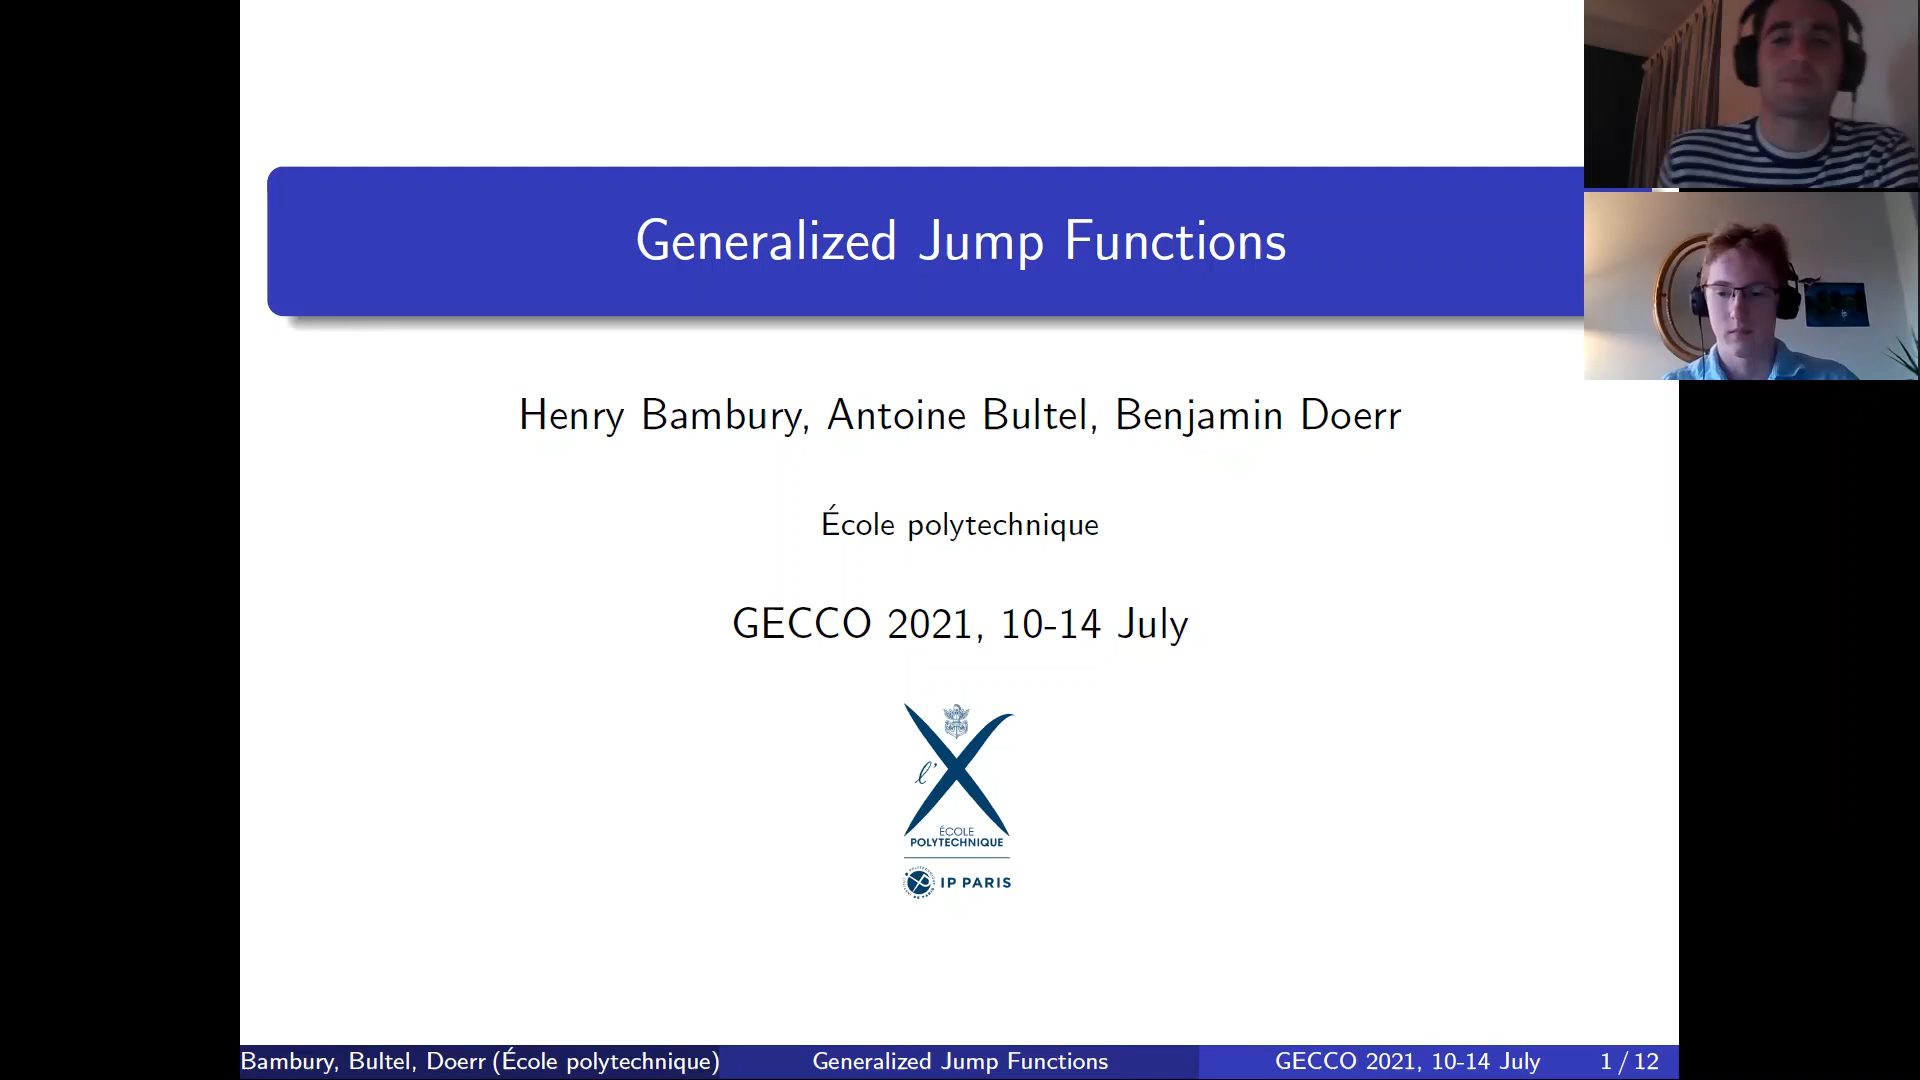 Generalized Jump Functions
Henry Bambury, Antoine Bultel, Benjamin Doerr
École polytechnique
GECCO 2021, 10-14 July
l'X
ÉCOLE
POLYTECHNIQUE
IP PARIS
Bambury, Bultel, Doerr (École polytechnique) Generalized Jump Functions GECCO 2021, 10-14 July 1 / 12